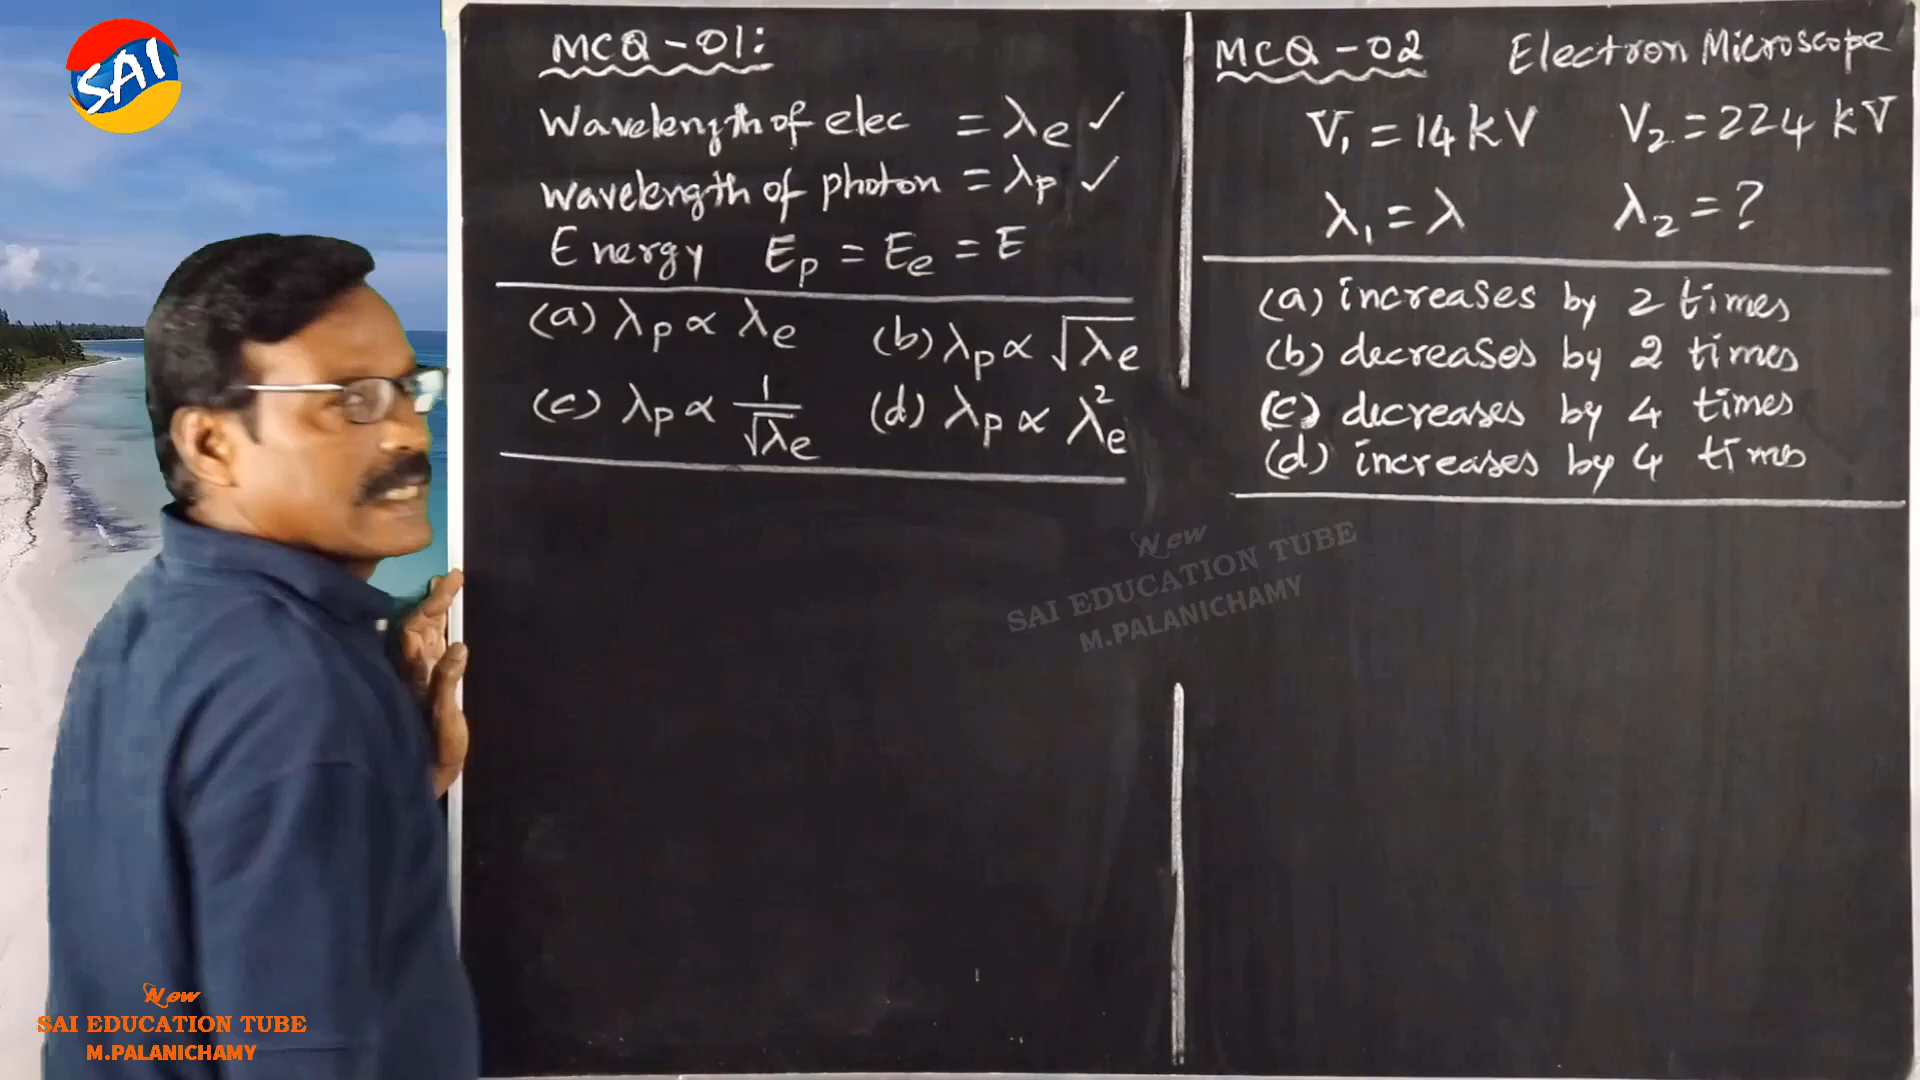 SAI
MCQ - 01:
Wavelength of elec = λe ✓
Wavelength of photon = λp ✓
Energy Ep = Ee = E
(a) λp ∝ λe (b) λp ∝ √λe
(c) λp ∝ 1/√λe (d) λp ∝ λe²
MCQ - 02 Electron Microscope
V₁ = 14 kV V₂ = 224 kV
λ₁ = λ λ₂ = ?
(a) increases by 2 times
(b) decreases by 2 times
(c) decreases by 4 times
(d) increases by 4 times
New
SAI EDUCATION TUBE
M.PALANICHAMY
New
SAI EDUCATION TUBE
M.PALANICHAMY